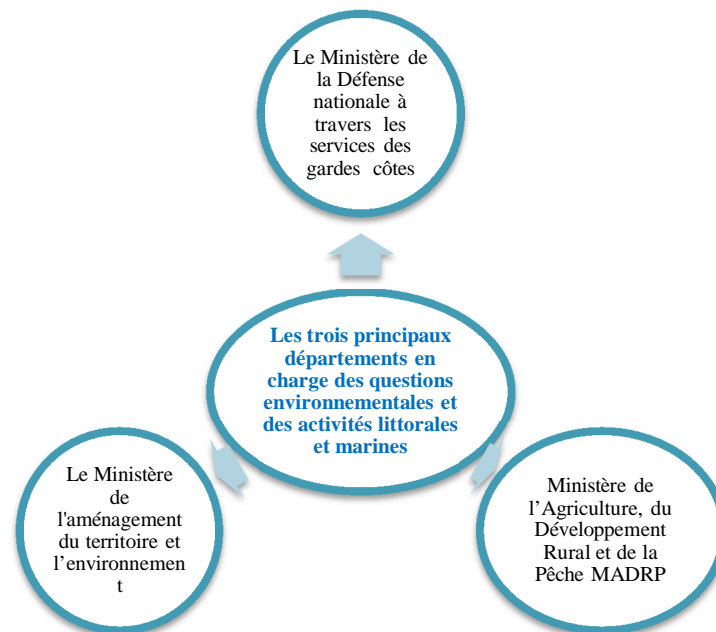 Le Ministère de
la Défense
nationale à
travers les
services des
gardes côtes
Les trois principaux
départements en
charge des questions
environnementales et
des activités littorales
et marines
Le Ministère
de
l'aménagement
du territoire et
l’environnemen
t
Ministère de
l’Agriculture, du
Développement
Rural et de la
Pêche MADRP